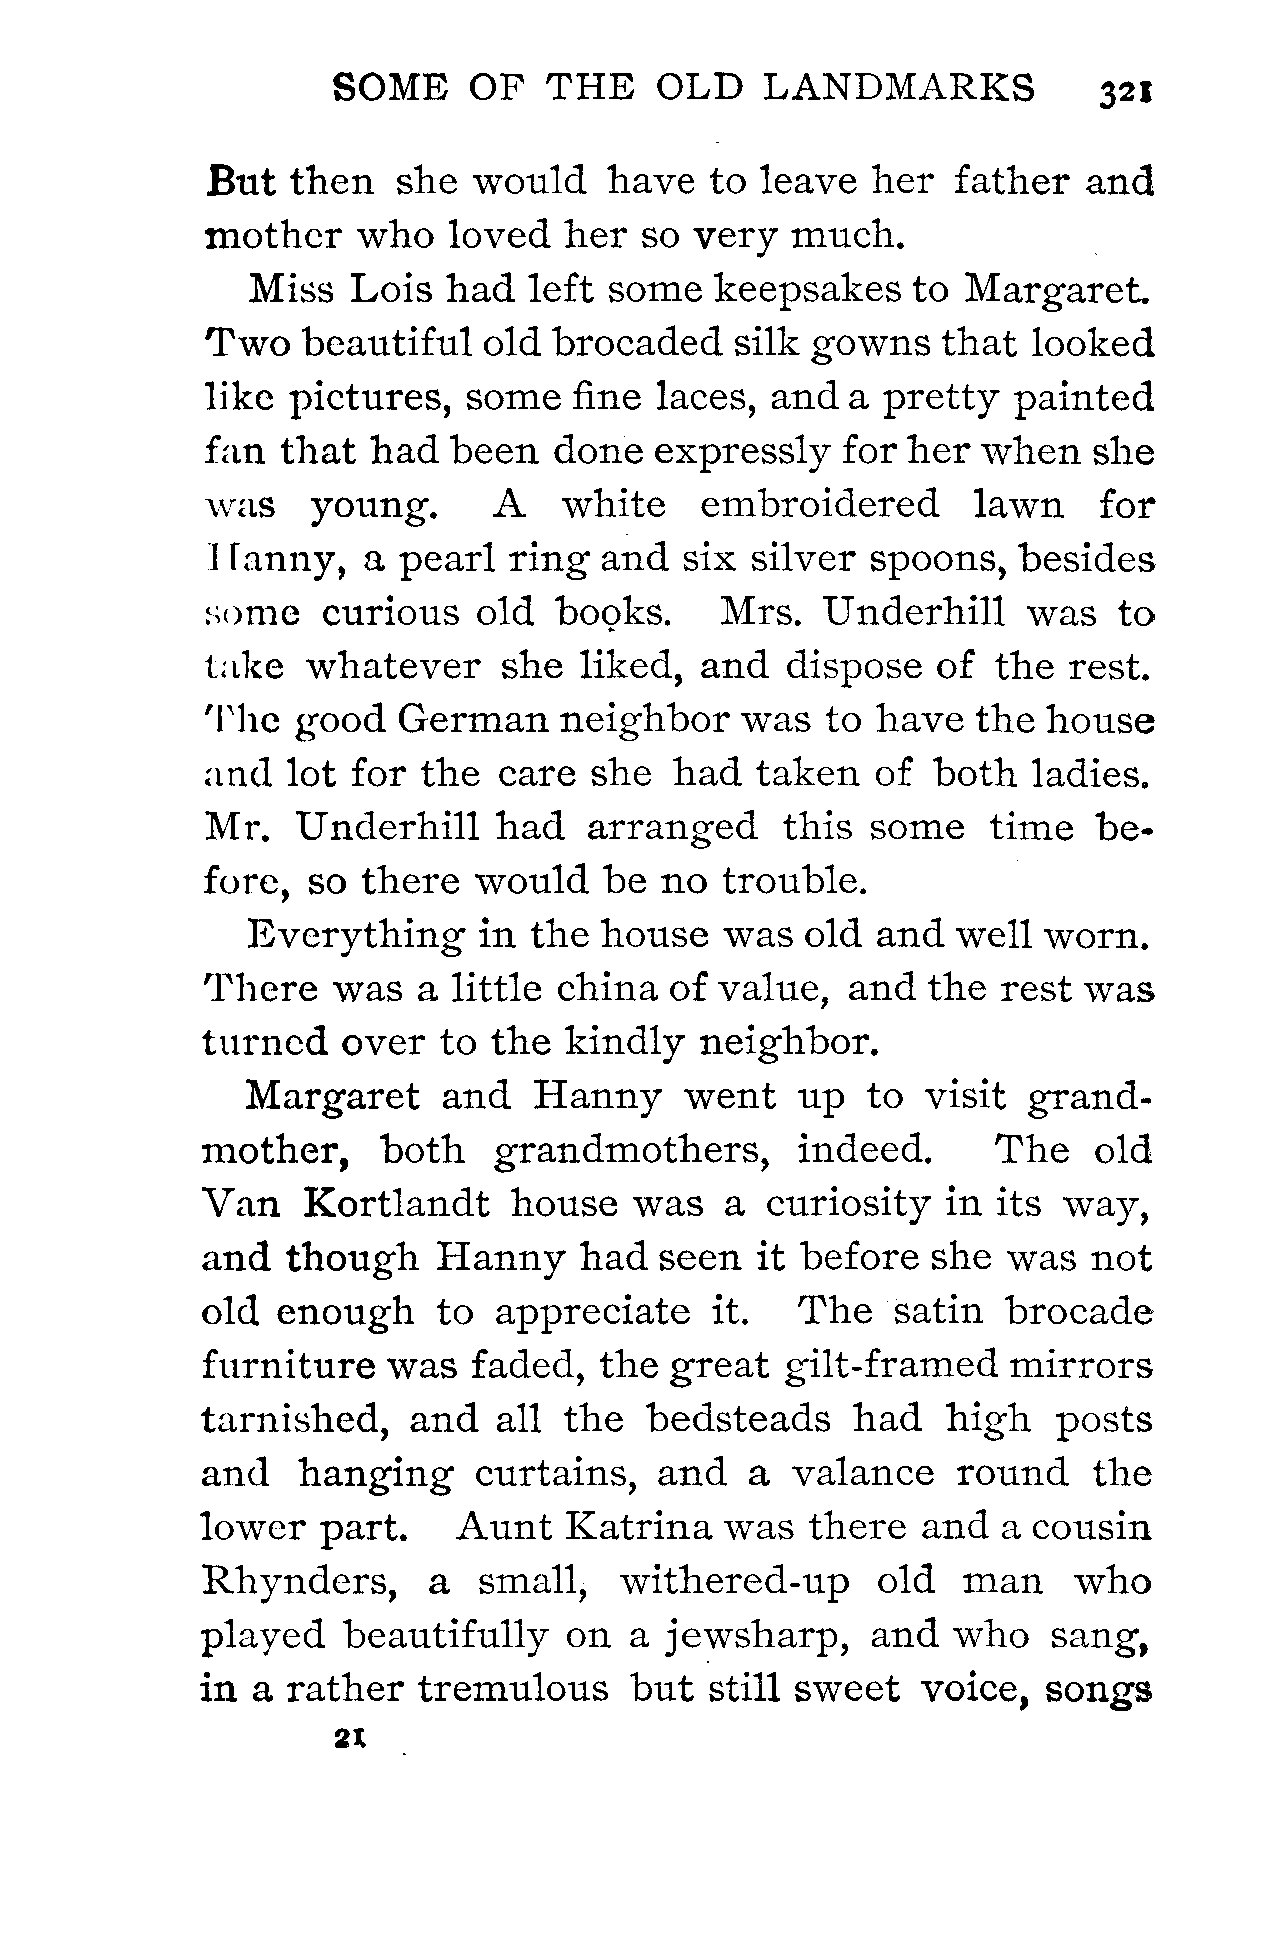 SOME OF THE OLD LANDMARKS 321
But then she would have to leave her father and
mother who loved her so very much.
Miss Lois had left some keepsakes to Margaret.
Two beautiful old brocaded silk gowns that looked
like pictures, some fine laces, and a pretty painted
fan that had been done expressly for her when she
was young. A white embroidered lawn for
Hanny, a pearl ring and six silver spoons, besides
some curious old books. Mrs. Underhill was to
take whatever she liked, and dispose of the rest.
The good German neighbor was to have the house
and lot for the care she had taken of both ladies.
Mr. Underhill had arranged this some time be-
fore, so there would be no trouble.
Everything in the house was old and well worn.
There was a little china of value, and the rest was
turned over to the kindly neighbor.
Margaret and Hanny went up to visit grand-
mother, both grandmothers, indeed. The old
Van Kortlandt house was a curiosity in its way,
and though Hanny had seen it before she was not
old enough to appreciate it. The satin brocade
furniture was faded, the great gilt-framed mirrors
tarnished, and all the bedsteads had high posts
and hanging curtains, and a valance round the
lower part. Aunt Katrina was there and a cousin
Rhynders, a small, withered-up old man who
played beautifully on a jewsharp, and who sang,
in a rather tremulous but still sweet voice, songs
21